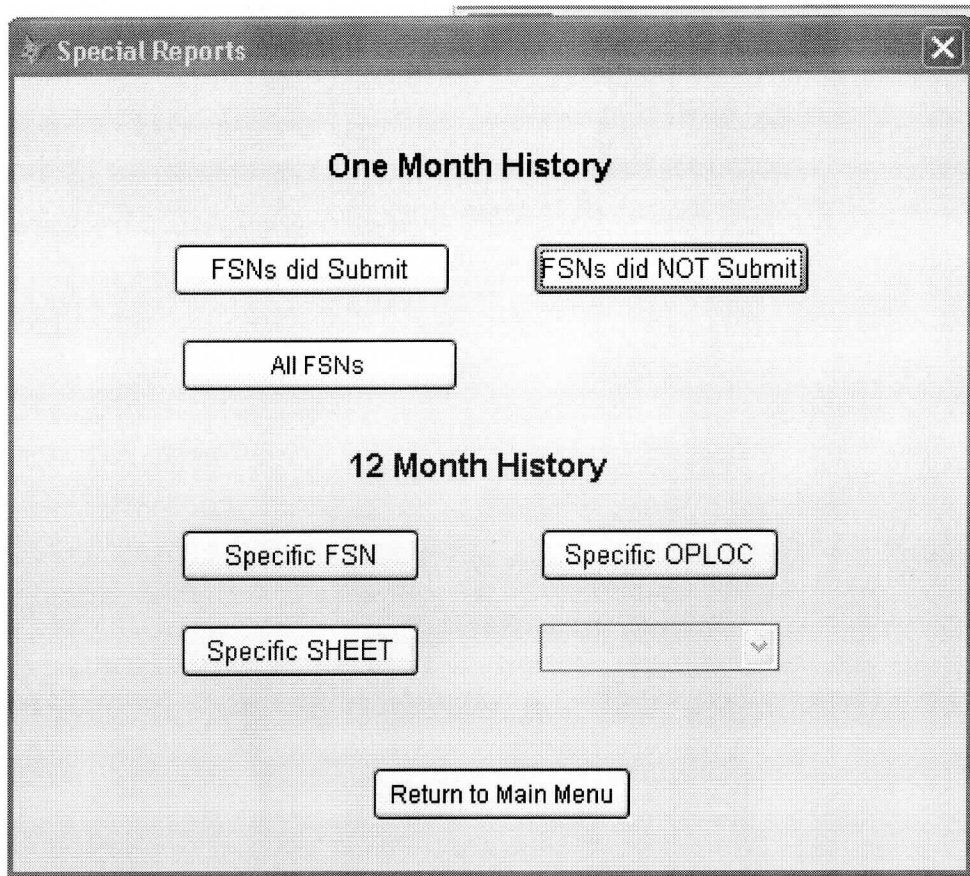 Special Reports
One Month History
FSNs did Submit
FSNs did NOT Submit
All FSNs
12 Month History
Specific FSN
Specific OPLOC
Specific SHEET
Return to Main Menu